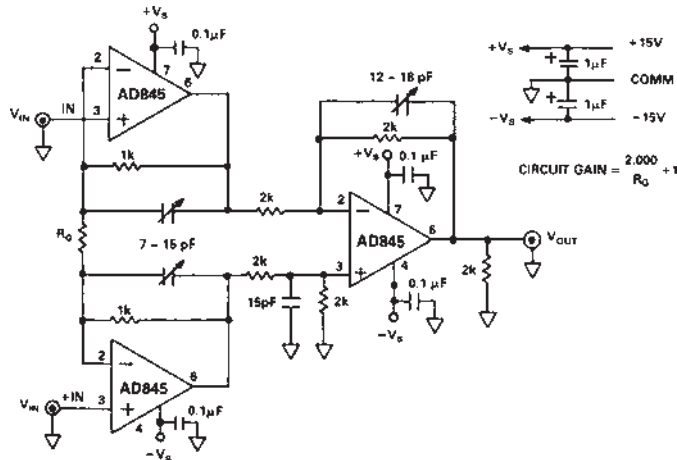 +Vs
0.1μF
7
2
6
AD845
VIN
IN
3
1k
RG
7 – 15 pF
1k
2
6
AD845
VIN
+IN
3
4
0.1μF
−Vs
2k
2k
15pF
2k
12 – 18 pF
2k
+Vs
0.1 μF
7
2
6
AD845
3
4
0.1 μF
−Vs
2k
VOUT
+Vs
+15V
+
1μF
COMM
+
1μF
−Vs
−15V
CIRCUIT GAIN = 2,000 / RG + 1